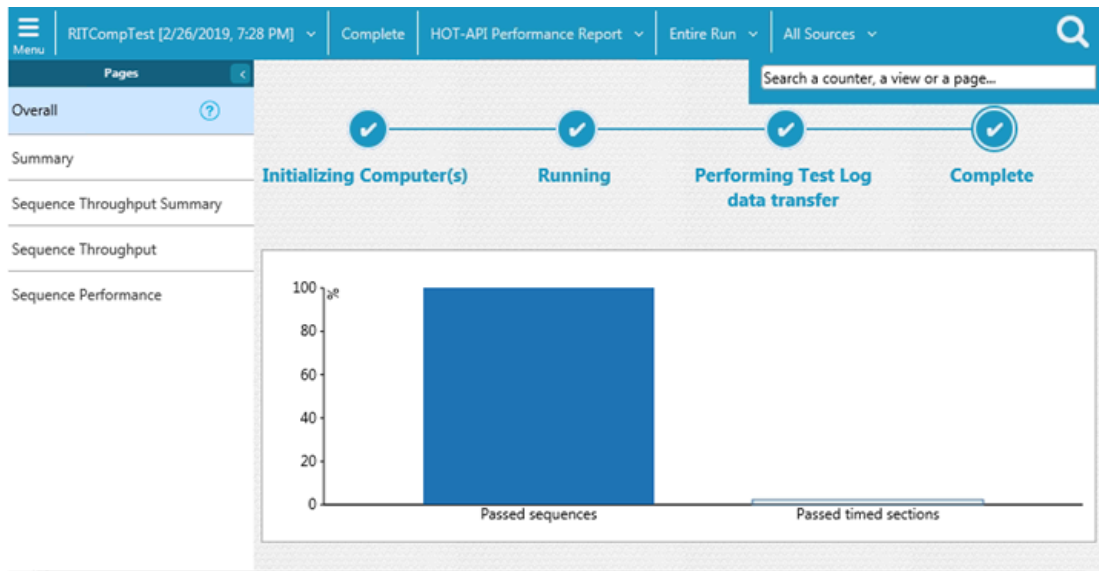 Menu
RITCompTest [2/26/2019, 7:28 PM]
Complete
HOT-API Performance Report
Entire Run
All Sources
Search a counter, a view or a page...
Pages
Overall
?
Summary
Sequence Throughput Summary
Sequence Throughput
Sequence Performance
Initializing Computer(s)
Running
Performing Test Log
data transfer
Complete
%
100
80
60
40
20
0
Passed sequences
Passed timed sections